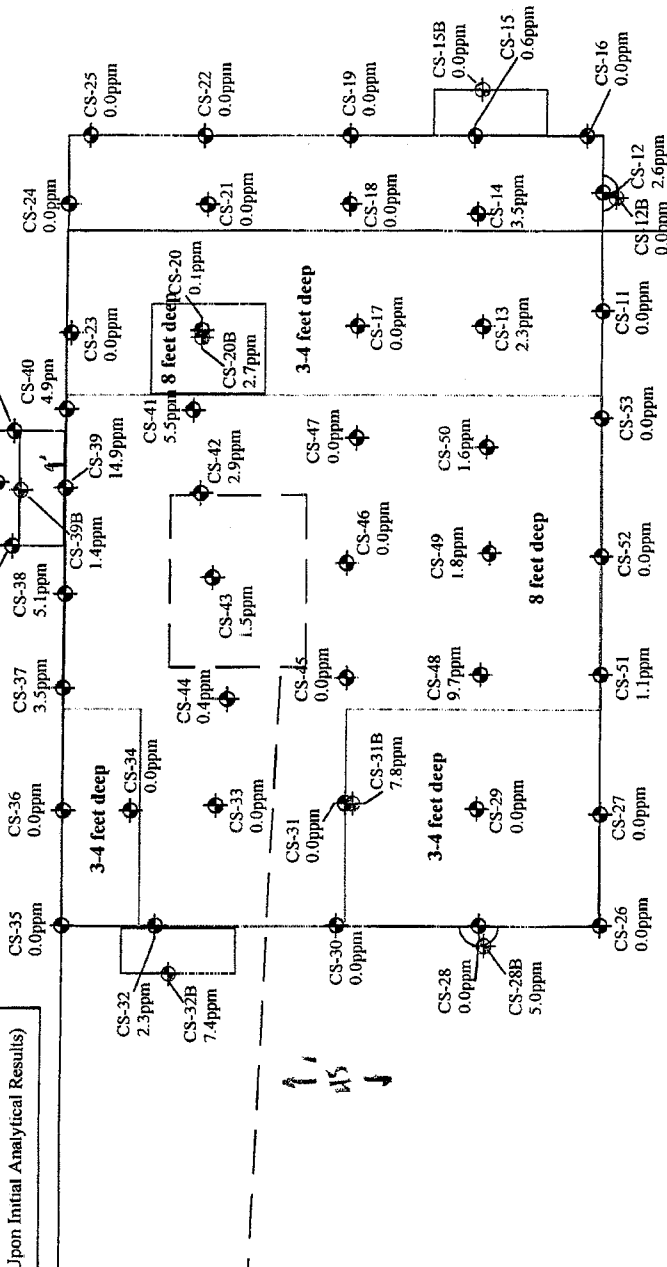 Upon Initial Analytical Results)
CS-35
0.0ppm
CS-36
0.0ppm
CS-37
3.5ppm
CS-38
5.1ppm
CS-39B
1.4ppm
CS-39
14.9ppm
CS-40
4.9pm
CS-23
0.0ppm
CS-24
0.0ppm
CS-25
0.0ppm
3-4 feet deep
CS-34
0.0ppm
CS-32
2.3ppm
CS-32B
7.4ppm
CS-33
0.0ppm
CS-44
0.4ppm
CS-43
1.5ppm
CS-42
2.9ppm
CS-41
5.5ppm
8 feet deep
CS-20
0.1ppm
CS-20B
2.7ppm
CS-21
0.0ppm
CS-22
0.0ppm
3-4 feet deep
CS-30
0.0ppm
CS-31
0.0ppm
CS-31B
7.8ppm
CS-45
0.0ppm
CS-46
0.0ppm
CS-47
0.0ppm
CS-17
0.0ppm
CS-18
0.0ppm
CS-19
0.0ppm
3-4 feet deep
CS-28
0.0ppm
CS-28B
5.0ppm
CS-29
0.0ppm
CS-48
9.7ppm
CS-49
1.8ppm
CS-50
1.6ppm
CS-13
2.3ppm
CS-14
3.5ppm
CS-15B
0.0ppm
CS-15
0.6ppm
8 feet deep
CS-26
0.0ppm
CS-27
0.0ppm
CS-51
1.1ppm
CS-52
0.0ppm
CS-53
0.0ppm
CS-11
0.0ppm
CS-12B
0.0ppm
CS-12
2.6ppm
CS-16
0.0ppm